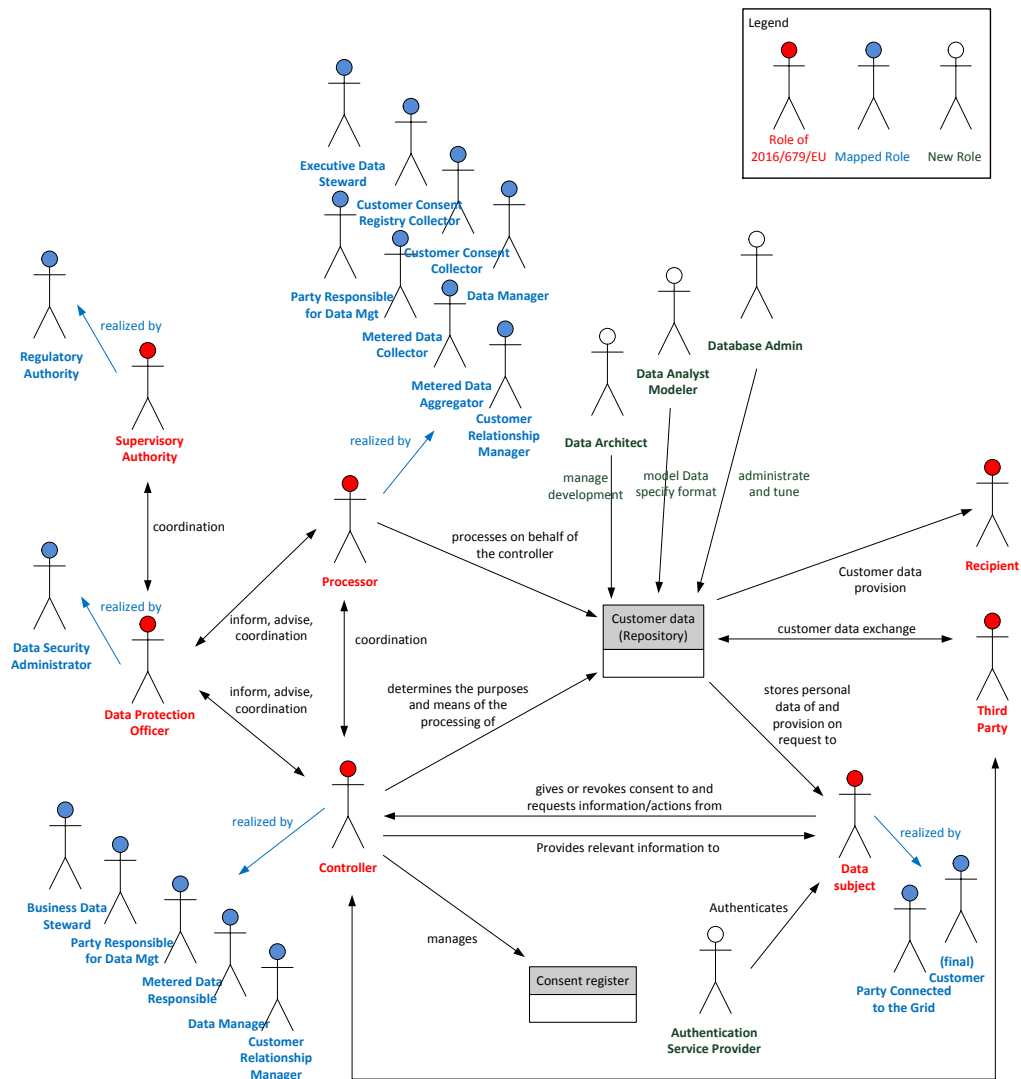 Legend
Role of
2016/679/EU
Mapped Role
New Role
Executive Data
Steward
Customer Consent
Registry Collector
Customer Consent
Collector
Data Manager
Party Responsible
for Data Mgt
Metered Data
Collector
Metered Data
Aggregator
Customer
Relationship
Manager
realized by
Regulatory
Authority
realized by
Supervisory
Authority
coordination
Data Architect
Data Analyst
Modeler
Database Admin
manage
development
model Data
specify format
administrate
and tune
Processor
processes on behalf of
the controller
Customer data
(Repository)
Customer data
provision
Recipient
customer data exchange
Third
Party
realized by
Data Security
Administrator
Data Protection
Officer
inform, advise,
coordination
inform, advise,
coordination
coordination
determines the purposes
and means of the
processing of
stores personal
data of and
provision on
request to
gives or revokes consent to and
requests information/actions from
Provides relevant information to
realized by
Controller
Data
subject
realized by
Business Data
Steward
Party Responsible
for Data Mgt
Metered Data
Responsible
Data Manager
Customer
Relationship
Manager
manages
Consent register
Authenticates
Authentication
Service Provider
(final)
Customer
Party Connected
to the Grid